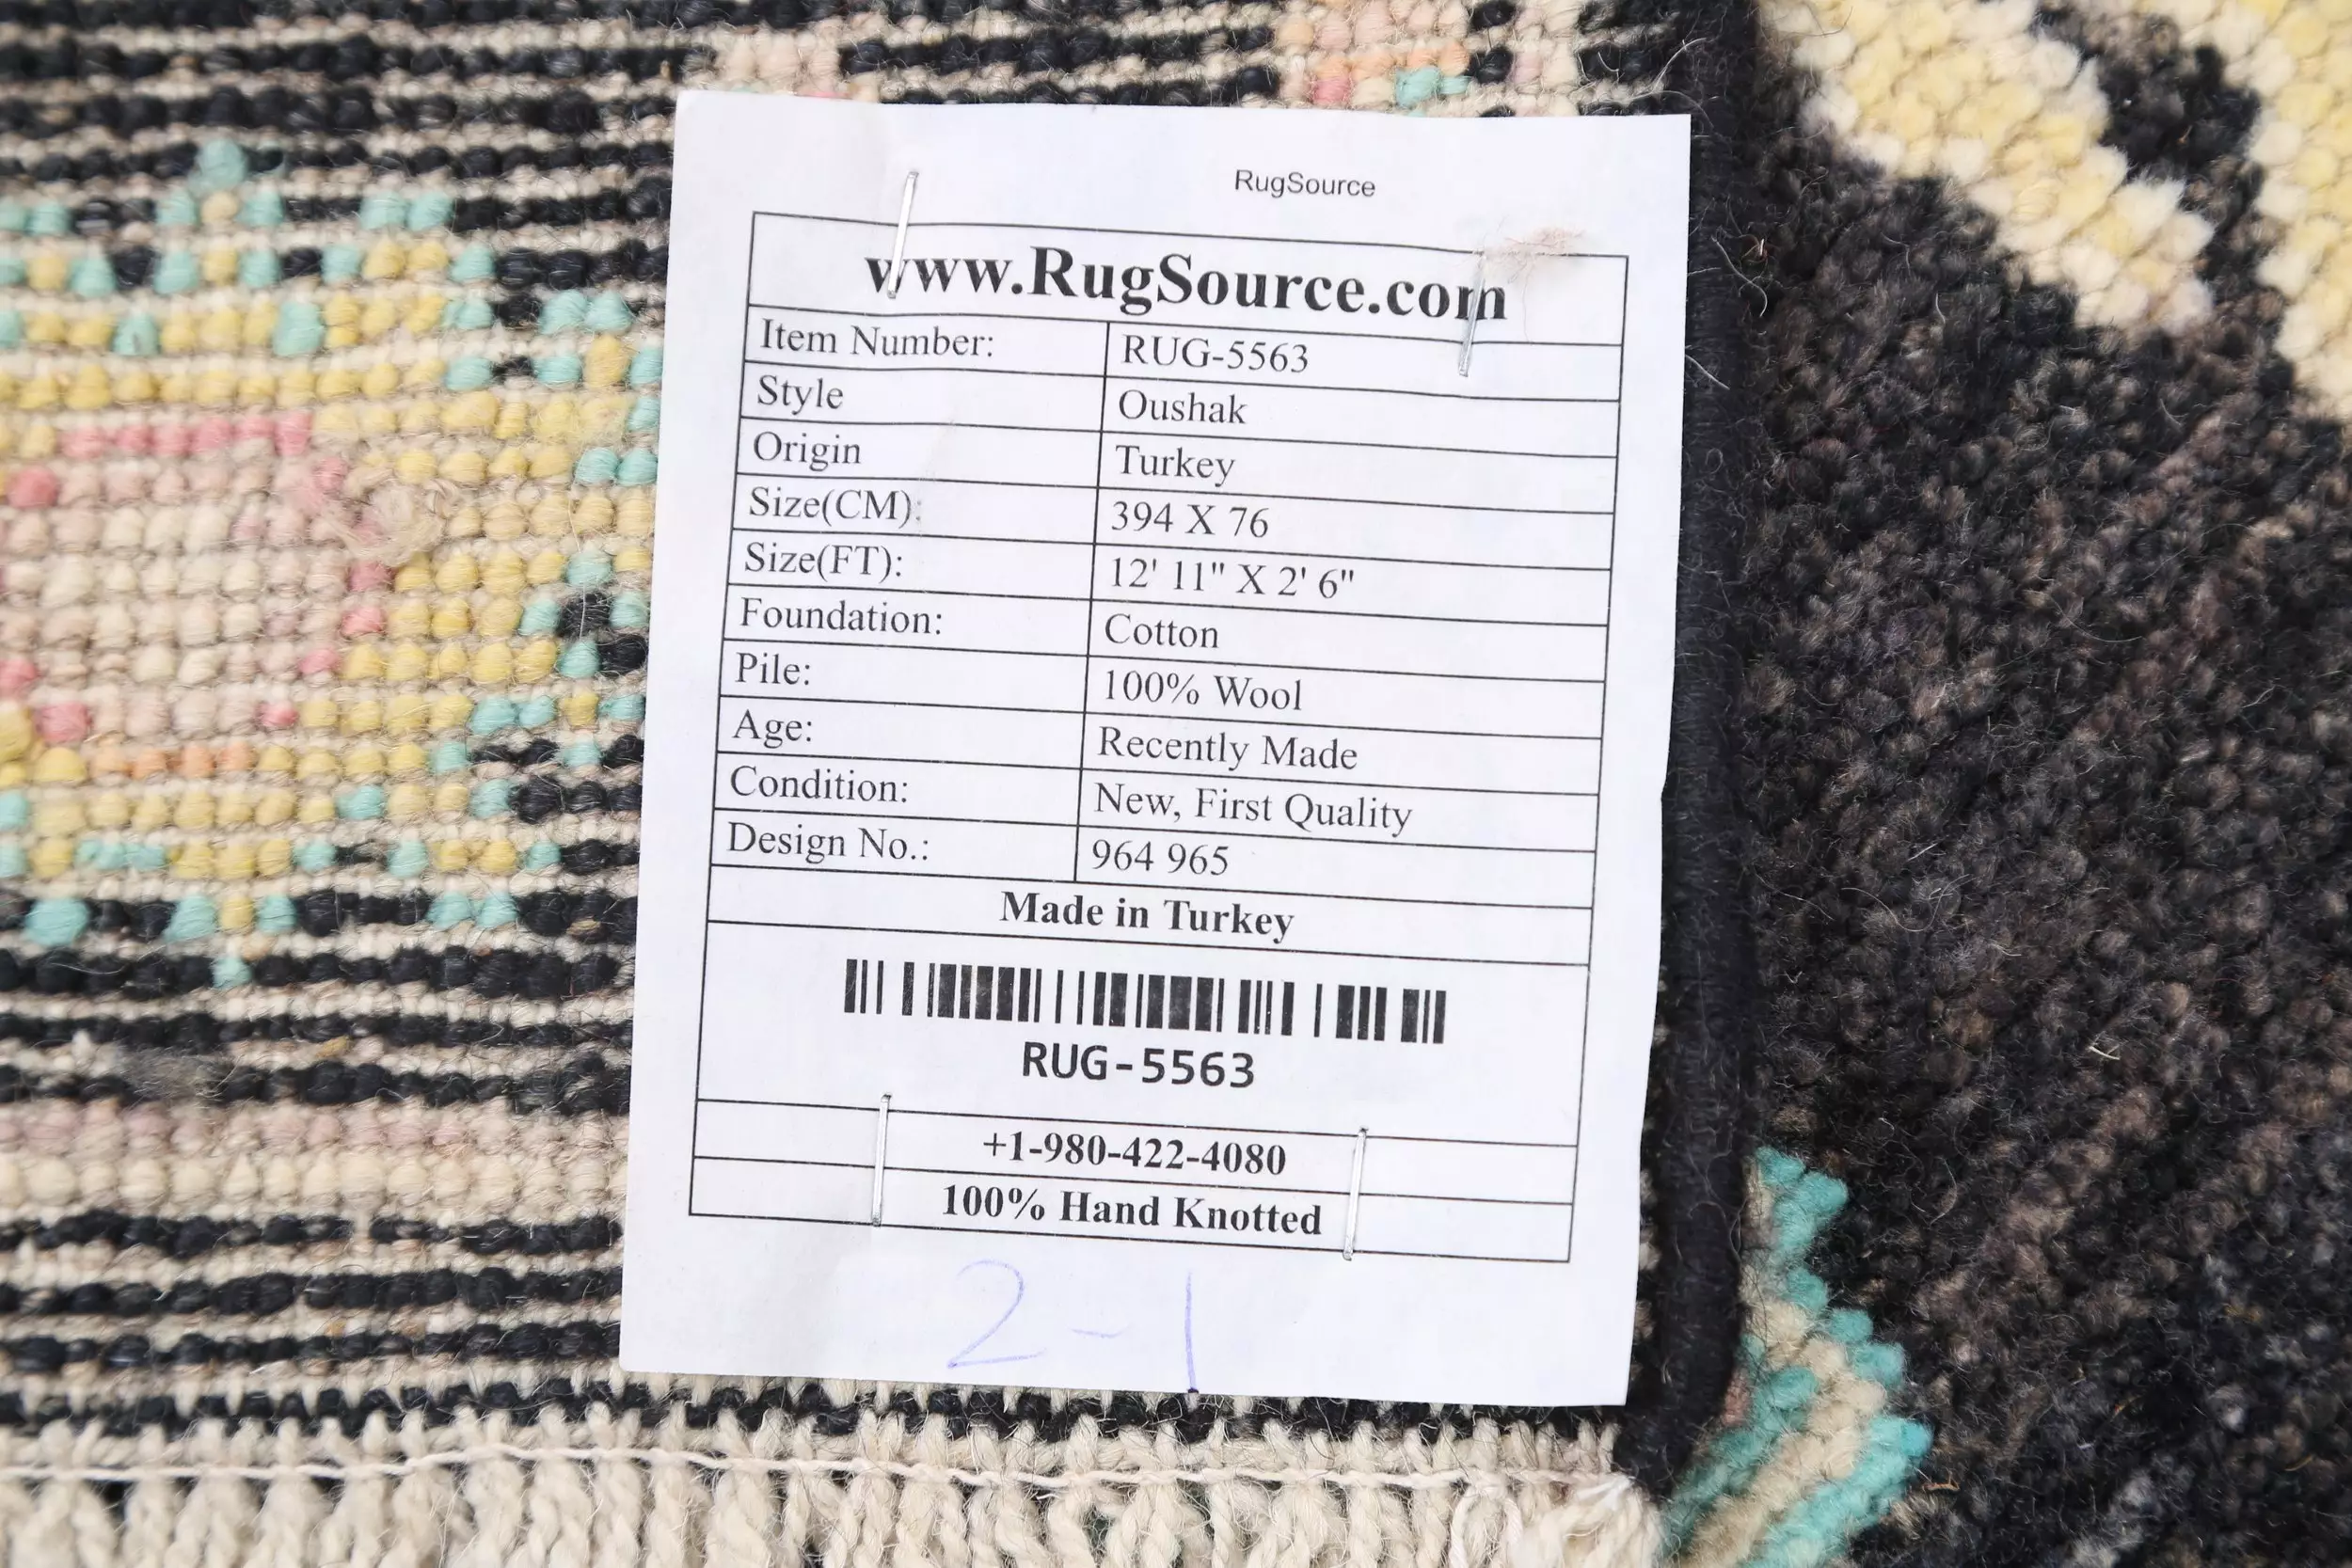 RugSource
www.RugSource.com
Item Number: RUG-5563
Style Oushak
Origin Turkey
Size(CM): 394 X 76
Size(FT): 12' 11" X 2' 6"
Foundation: Cotton
Pile: 100% Wool
Age: Recently Made
Condition: New, First Quality
Design No.: 964 965
Made in Turkey
RUG-5563
+1-980-422-4080
100% Hand Knotted
2-1